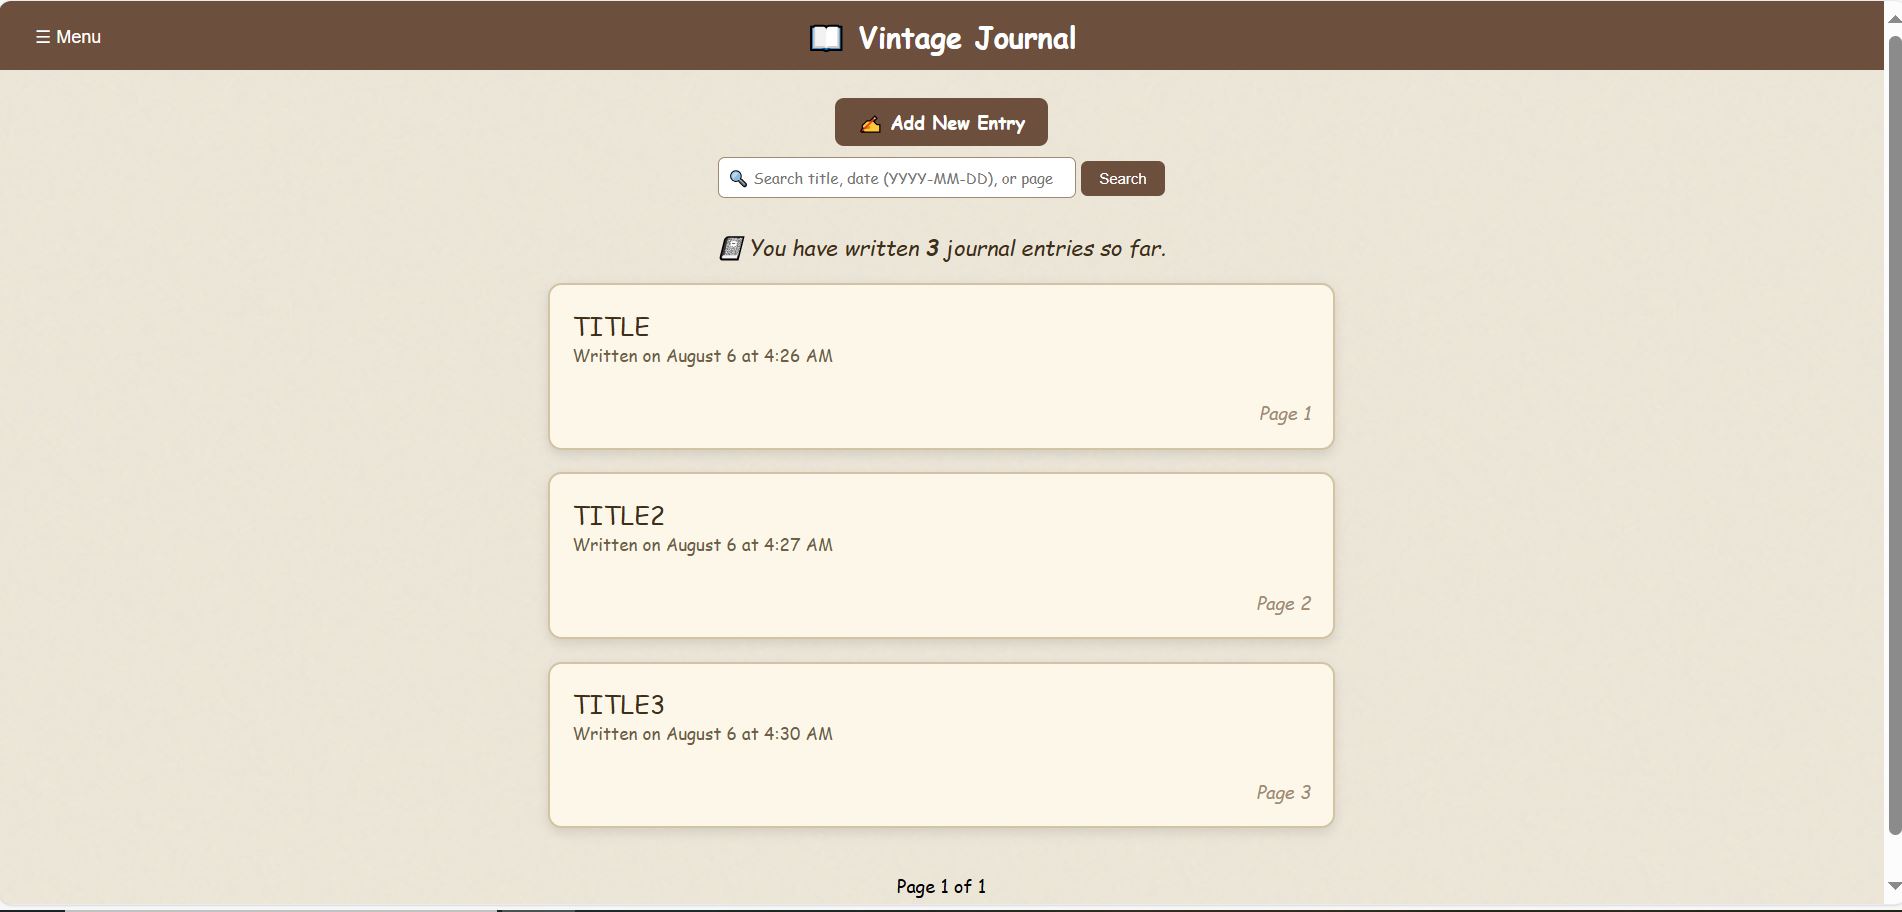 ☰ Menu
📖 Vintage Journal
✍️ Add New Entry
🔍 Search title, date (YYYY-MM-DD), or page
Search
📓 You have written 3 journal entries so far.
TITLE
Written on August 6 at 4:26 AM
Page 1
TITLE2
Written on August 6 at 4:27 AM
Page 2
TITLE3
Written on August 6 at 4:30 AM
Page 3
Page 1 of 1